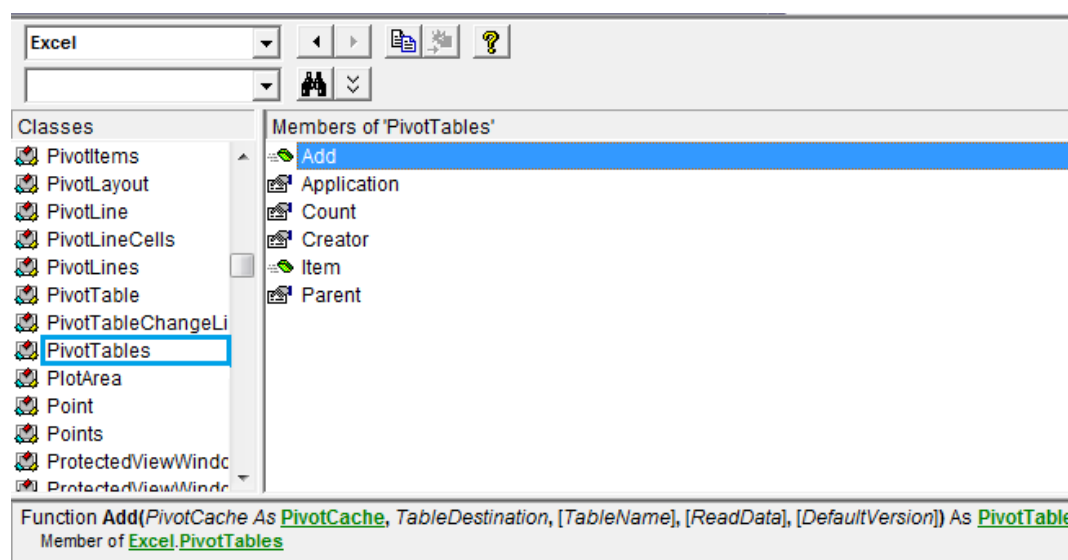 Excel
Classes
Members of 'PivotTables'
PivotItems
PivotLayout
PivotLine
PivotLineCells
PivotLines
PivotTable
PivotTableChangeLi
PivotTables
PlotArea
Point
Points
ProtectedViewWindc
ProtectedViewWindc
Add
Application
Count
Creator
Item
Parent
Function Add(PivotCache As PivotCache, TableDestination, [TableName], [ReadData], [DefaultVersion]) As PivotTable
Member of Excel.PivotTables